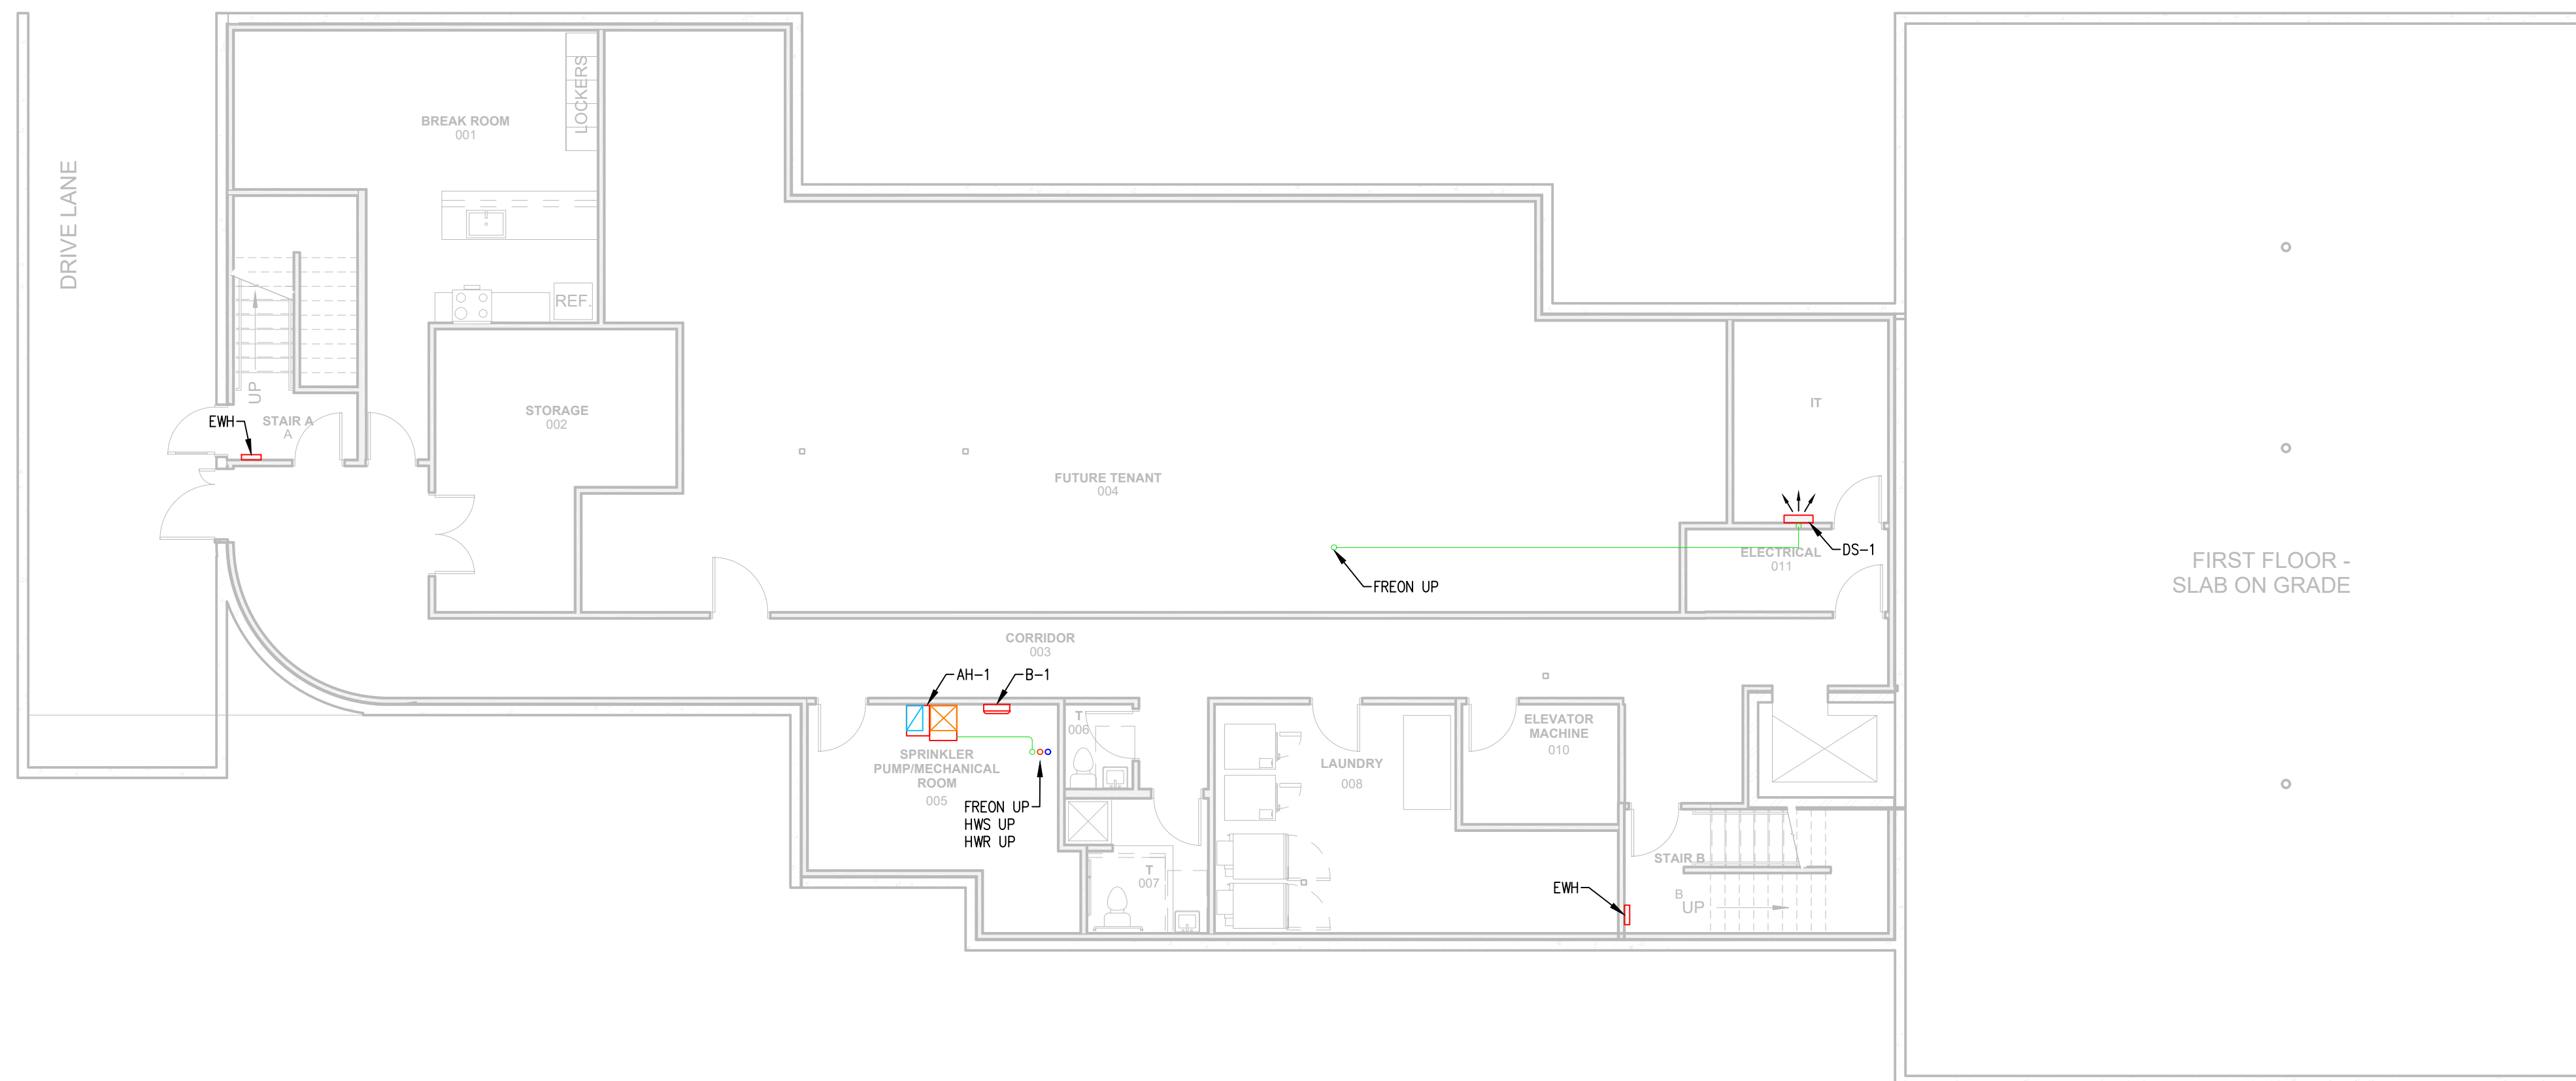 DRIVE LANE
BREAK ROOM
001
LOCKERS
REF.
UP
STAIR A
A
EWH
STORAGE
002
FUTURE TENANT
004
FREON UP
IT
DS-1
ELECTRICAL
011
FIRST FLOOR -
SLAB ON GRADE
CORRIDOR
003
AH-1
B-1
SPRINKLER
PUMP/MECHANICAL
ROOM
005
FREON UP
HWS UP
HWR UP
T
006
T
007
LAUNDRY
008
ELEVATOR
MACHINE
010
STAIR B
B
UP
EWH